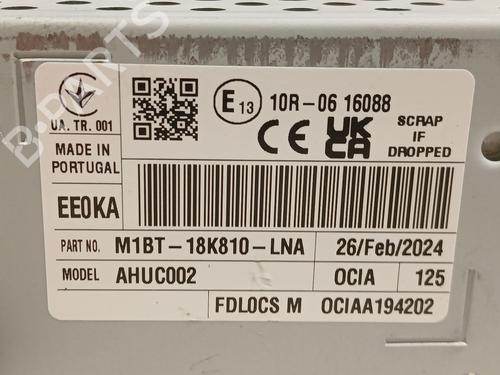 B-PARTS
UA. TR. 001
E13 10R-06 16088
CE UK CA
SCRAP
IF
DROPPED
MADE IN
PORTUGAL
EE0KA
PART NO. M1BT-18K810-LNA 26/Feb/2024
MODEL AHUC002 OCIA 125
FDLOCS M OCIAA194202